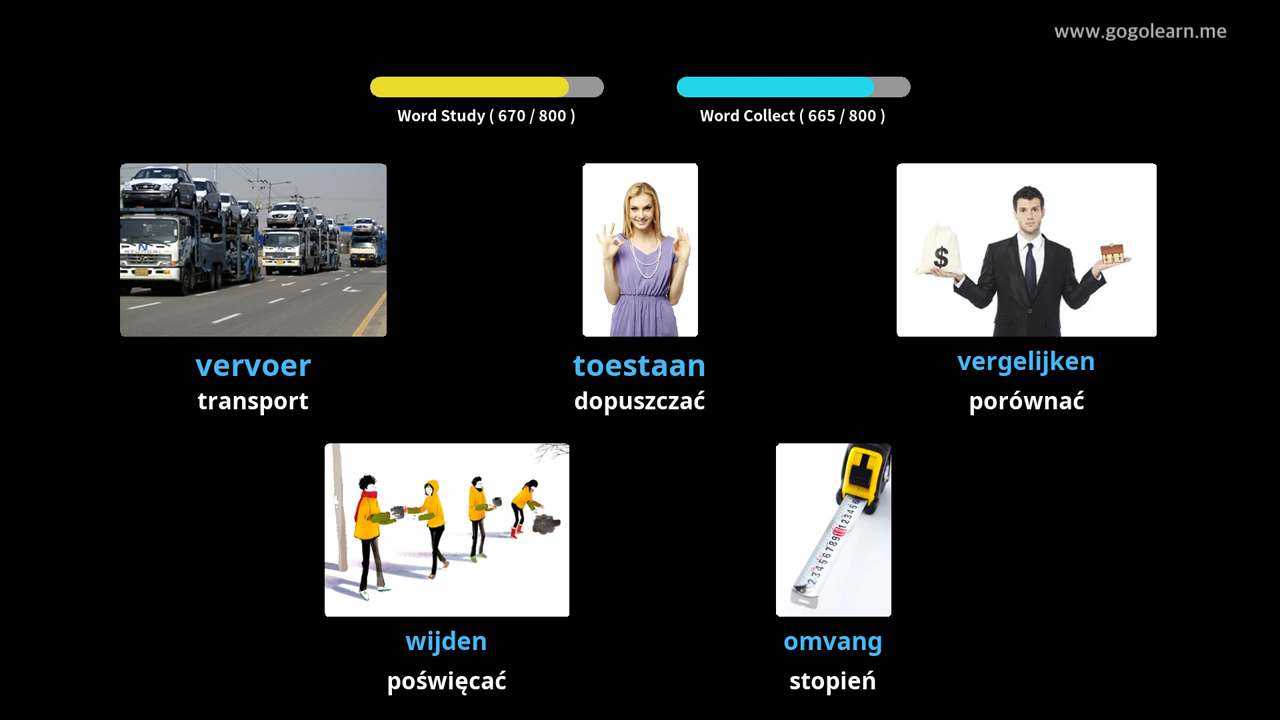 www.gogolearn.me
Word Study ( 670 / 800 )
Word Collect ( 665 / 800 )
vervoer
transport
toestaan
dopuszczać
vergelijken
porównać
wijden
poświęcać
omvang
stopień